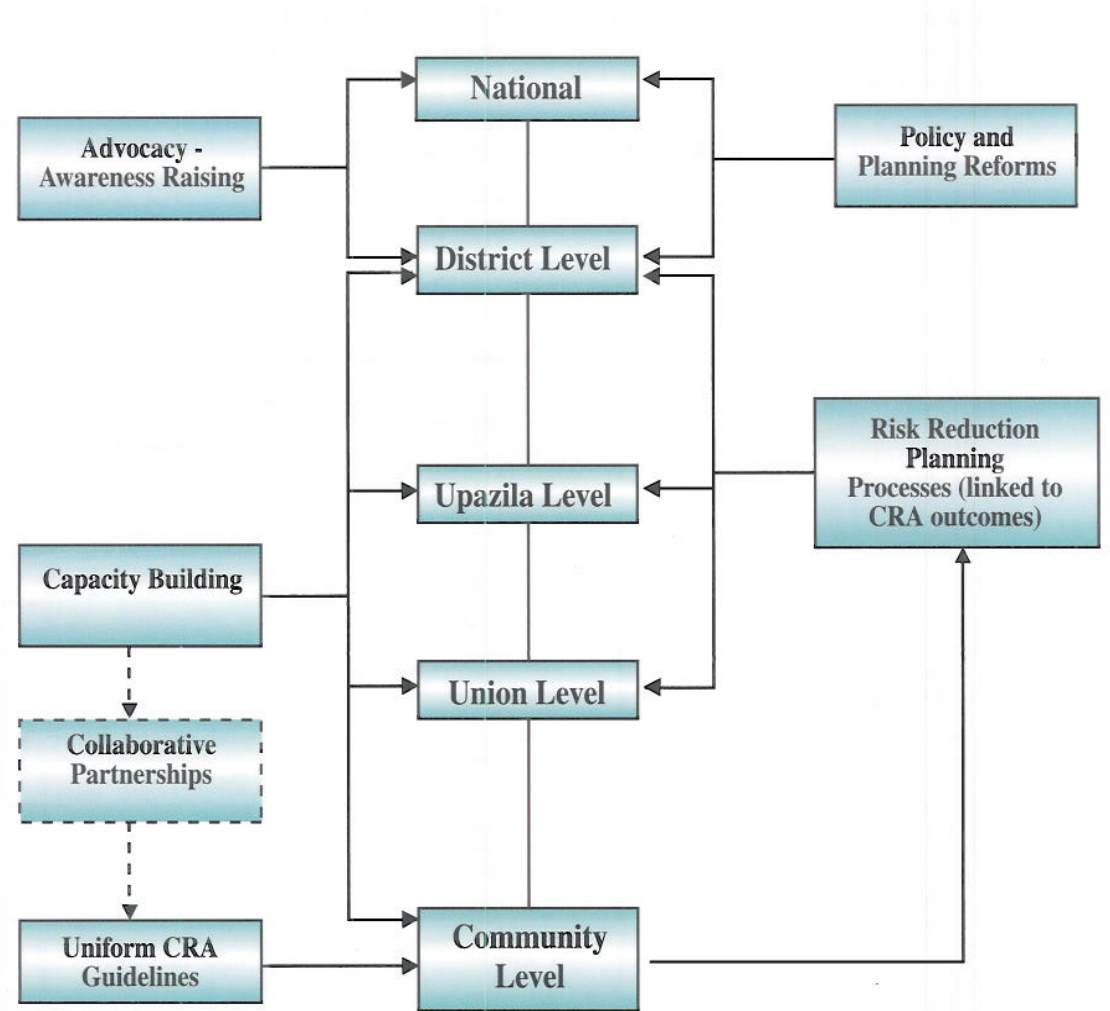 National
Advocacy -
Awareness Raising
Policy and
Planning Reforms
District Level
Risk Reduction
Planning
Processes (linked to
CRA outcomes)
Upazila Level
Capacity Building
Union Level
Collaborative
Partnerships
Uniform CRA
Guidelines
Community
Level